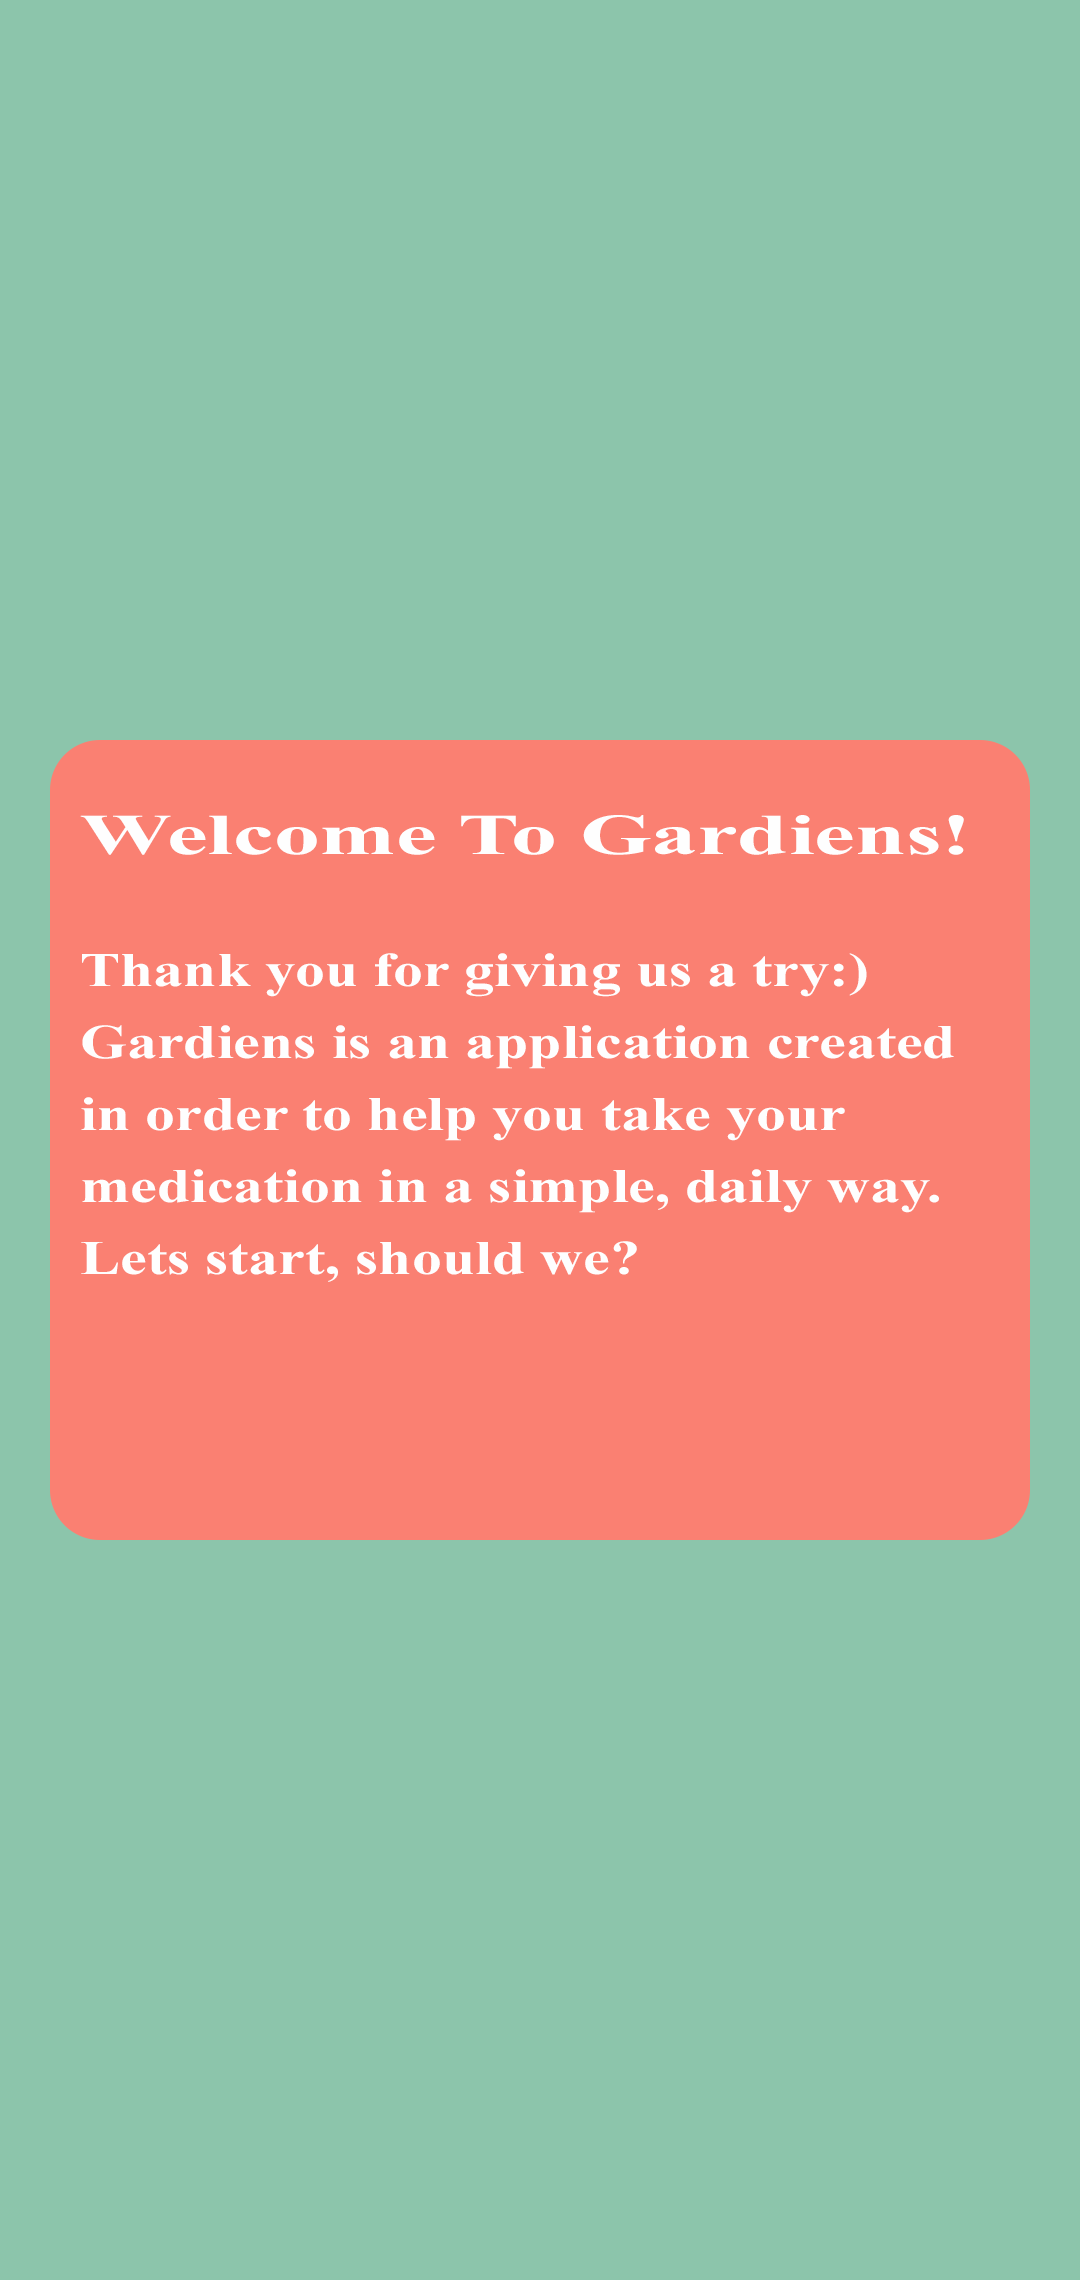 Welcome To Gardiens!
Thank you for giving us a try:)
Gardiens is an application created
in order to help you take your
medication in a simple, daily way.
Lets start, should we?